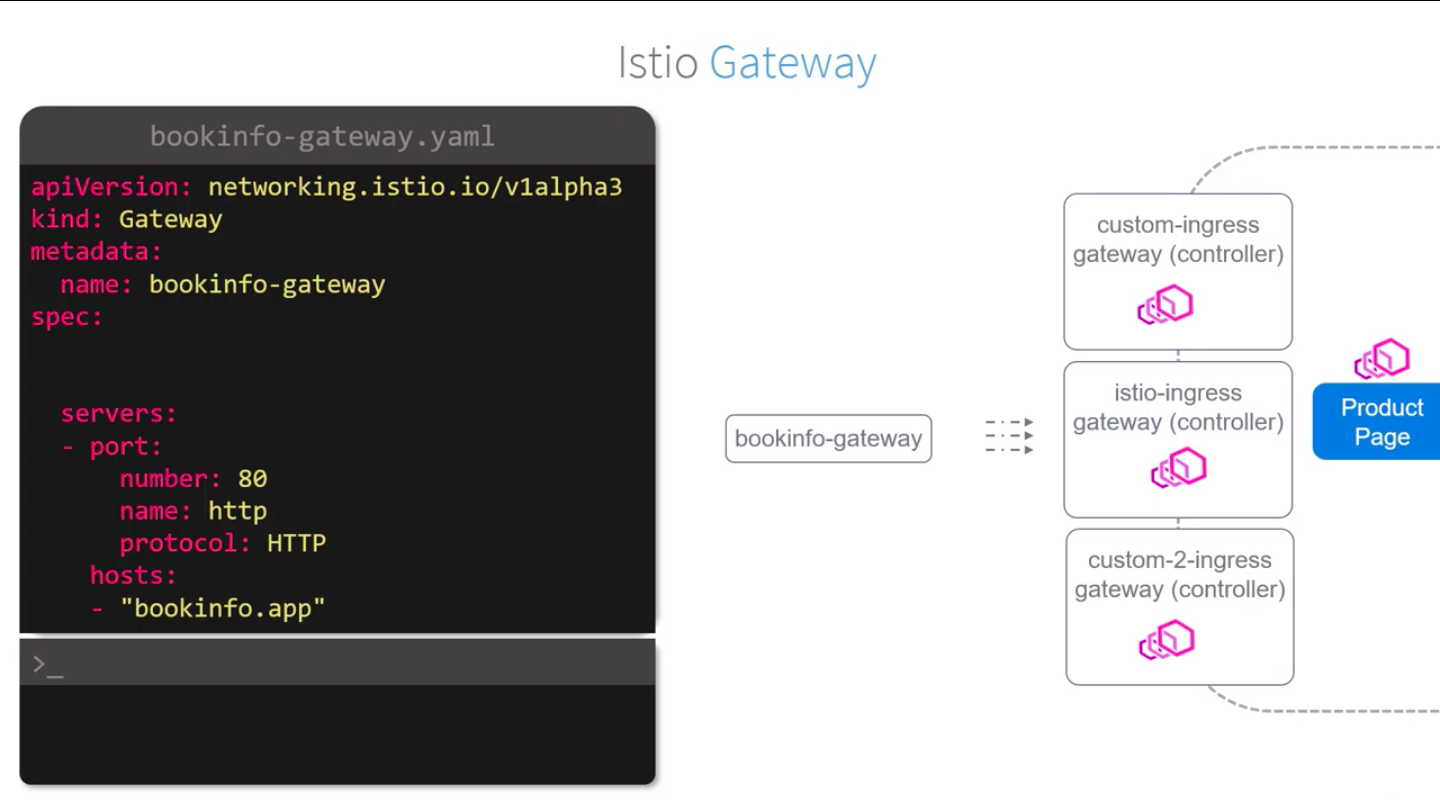 Istio Gateway
bookinfo-gateway.yaml
apiVersion: networking.istio.io/v1alpha3
kind: Gateway
metadata:
  name: bookinfo-gateway
spec:
  servers:
  - port:
      number: 80
      name: http
      protocol: HTTP
    hosts:
    - "bookinfo.app"
>_
bookinfo-gateway
custom-ingress
gateway (controller)
istio-ingress
gateway (controller)
custom-2-ingress
gateway (controller)
Product
Page